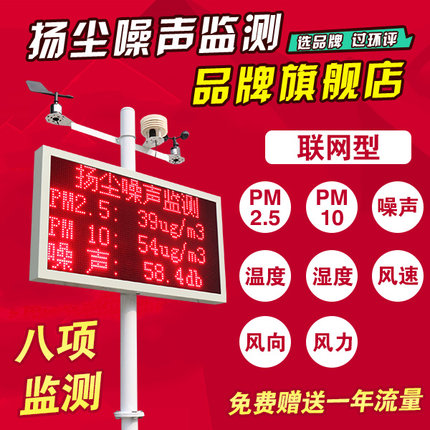 扬尘噪声监测
选品牌 过环评
品牌旗舰店
联网型
扬尘噪声监测
PM2.5: 39ug/m3
PM 10: 54ug/m3
噪 声: 58.4db
PM
2.5
PM
10
噪声
温度
湿度
风速
风向
风力
八项
监测
免费赠送一年流量